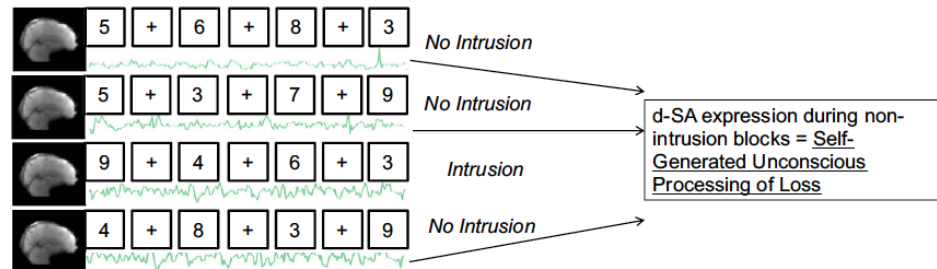 5 + 6 + 8 + 3
No Intrusion
5 + 3 + 7 + 9
No Intrusion
9 + 4 + 6 + 3
Intrusion
4 + 8 + 3 + 9
No Intrusion
d-SA expression during non-
intrusion blocks = Self-
Generated Unconscious
Processing of Loss